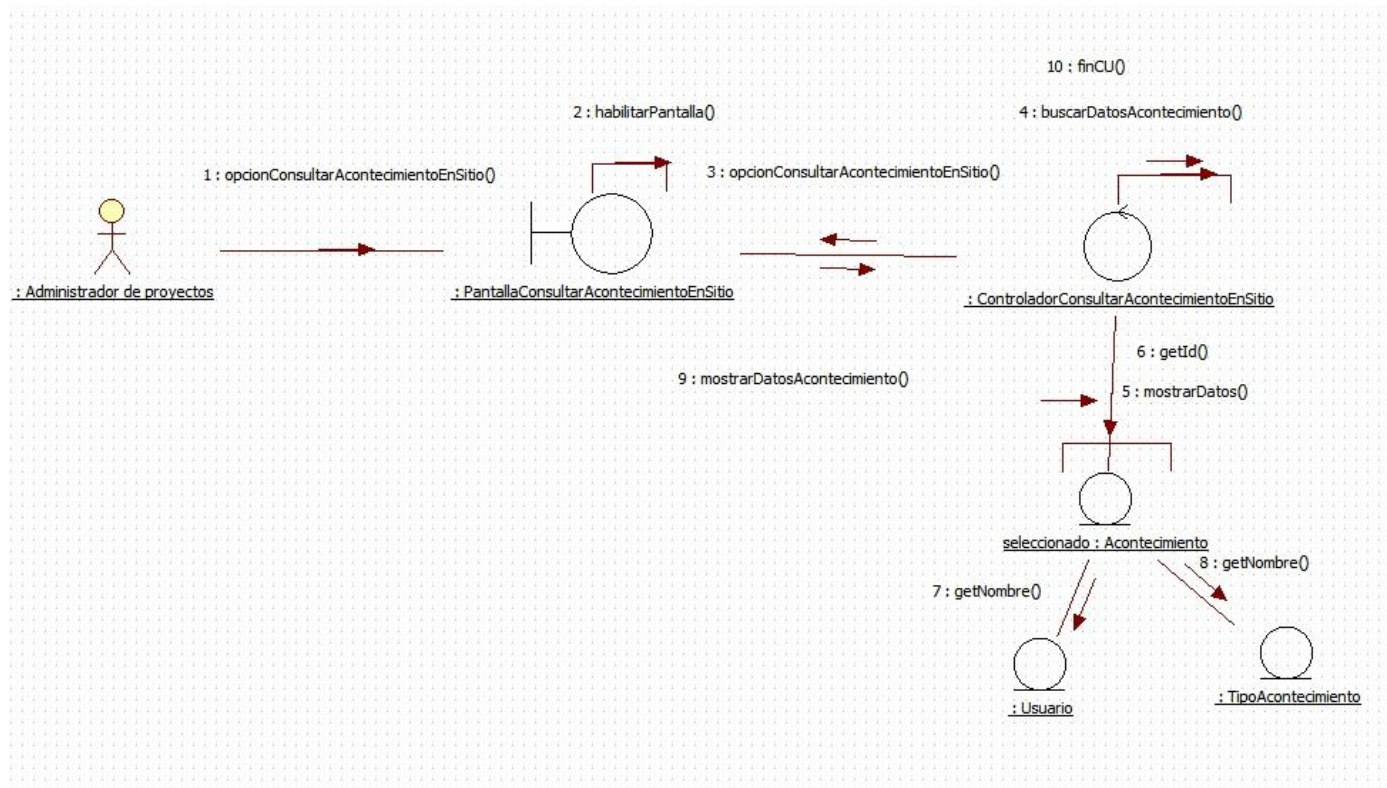 10 : finCU()
2 : habilitarPantalla()
4 : buscarDatosAcontecimiento()
1 : opcionConsultarAcontecimientoEnSitio()
3 : opcionConsultarAcontecimientoEnSitio()
: Administrador de proyectos
: PantallaConsultarAcontecimientoEnSitio
: ControladorConsultarAcontecimientoEnSitio
6 : getId()
9 : mostrarDatosAcontecimiento()
5 : mostrarDatos()
seleccionado : Acontecimiento
8 : getNombre()
7 : getNombre()
: TipoAcontecimiento
: Usuario